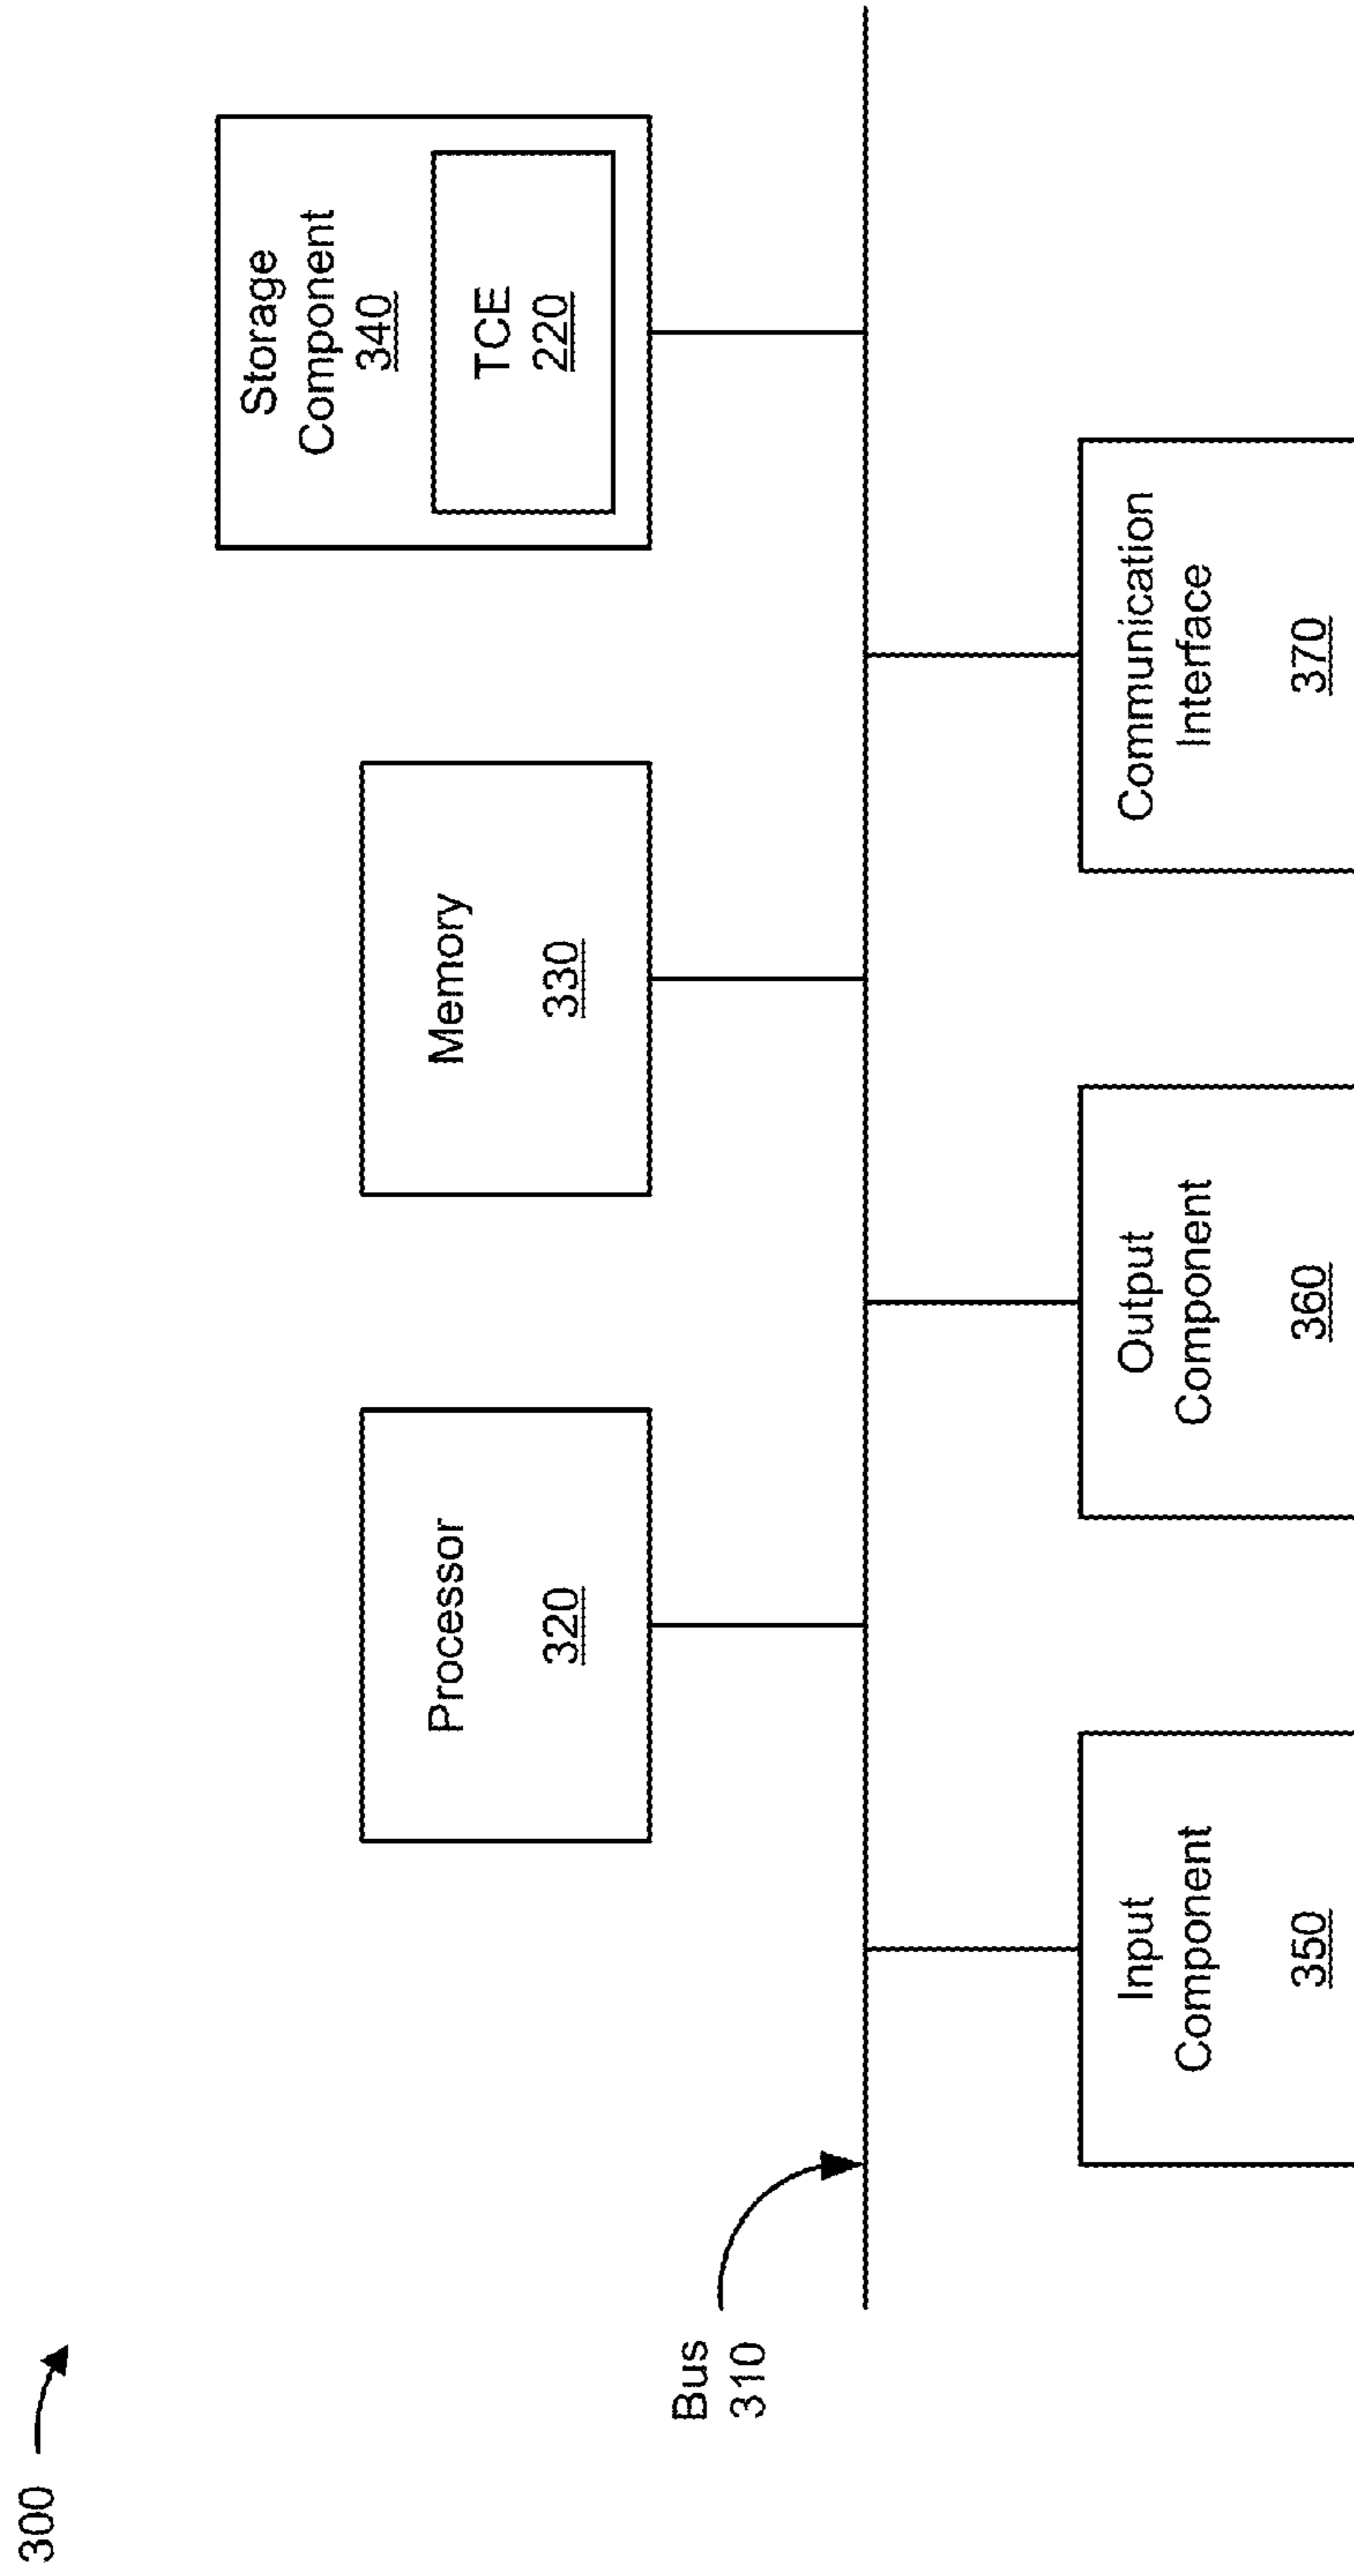 300
Processor
320
Memory
330
Storage
Component
340
TCE
220
Bus
310
Input
Component
350
Output
Component
360
Communication
Interface
370